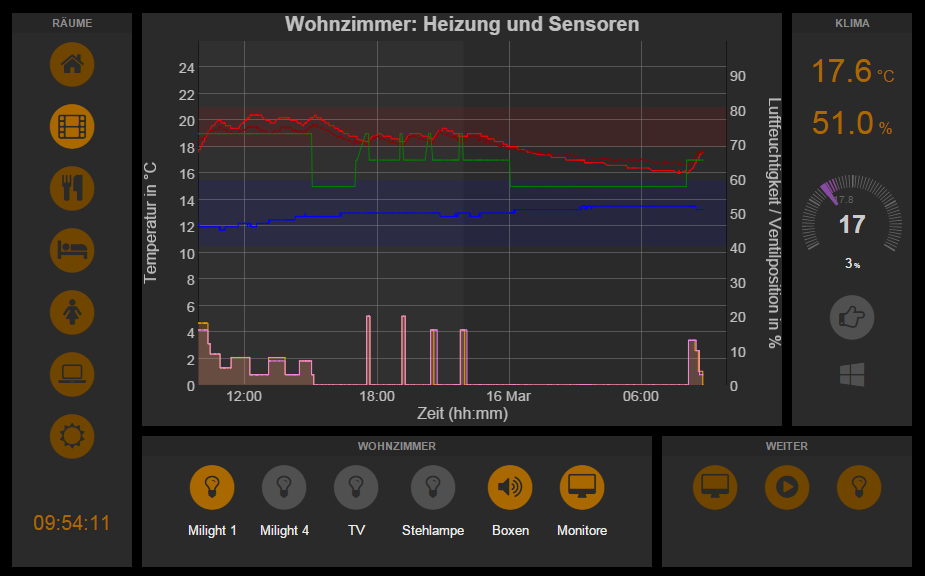 RÄUME
09:54:11
Wohnzimmer: Heizung und Sensoren
Temperatur in °C
24
22
20
18
16
14
12
10
8
6
4
2
0
90
80
70
60
50
40
30
20
10
0
Luftfeuchtigkeit / Ventilposition in %
12:00 18:00 16 Mar 06:00
Zeit (hh:mm)
KLIMA
17.6 °C
51.0 %
17.8
17
3 %
WOHNZIMMER
Milight 1 Milight 4 TV Stehlampe Boxen Monitore
WEITER